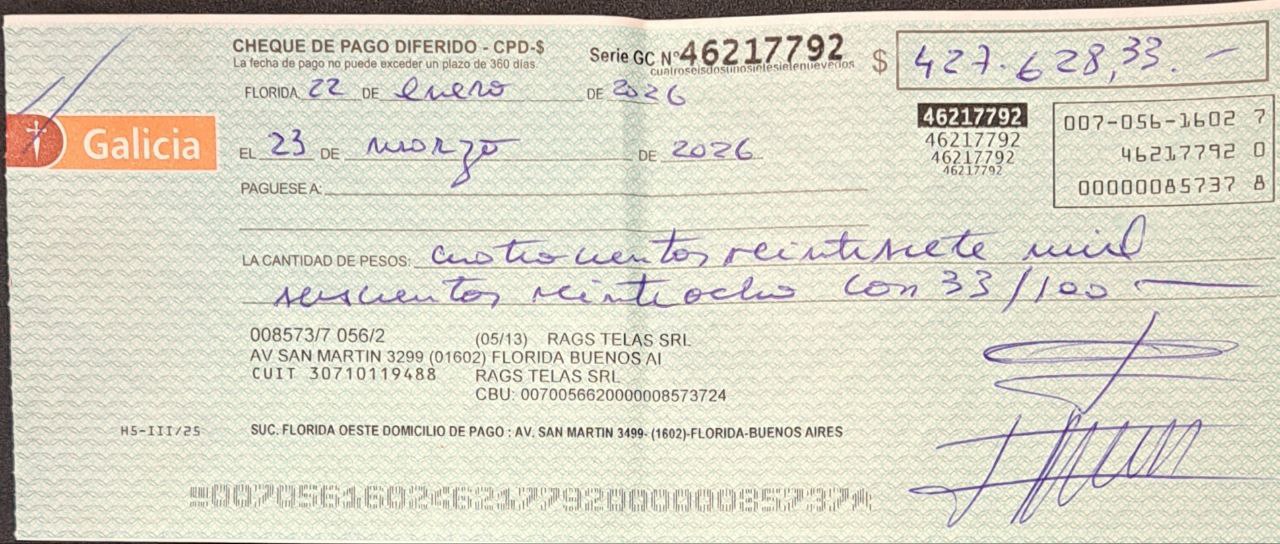 CHEQUE DE PAGO DIFERIDO - CPD-$
La fecha de pago no puede exceder un plazo de 360 días.
Serie GC N° 46217792
cuatroseisdosunosietesietenuevedos
$ 427.628,33.-
FLORIDA, 22 DE enero DE 2026
Galicia
EL 23 DE marzo DE 2026
PAGUESE A:
46217792
46217792
46217792
46217792
007-056-1602 7
46217792 0
00000085737 8
LA CANTIDAD DE PESOS: cuatrocientos veintisiete mil
seiscientos veintiocho con 33/100
008573/7 056/2 (05/13) RAGS TELAS SRL
AV SAN MARTIN 3299 (01602) FLORIDA BUENOS AI
CUIT 30710119488 RAGS TELAS SRL
CBU: 0070056620000008573724
HS-III/25
SUC. FLORIDA OESTE DOMICILIO DE PAGO : AV. SAN MARTIN 3499- (1602)-FLORIDA-BUENOS AIRES